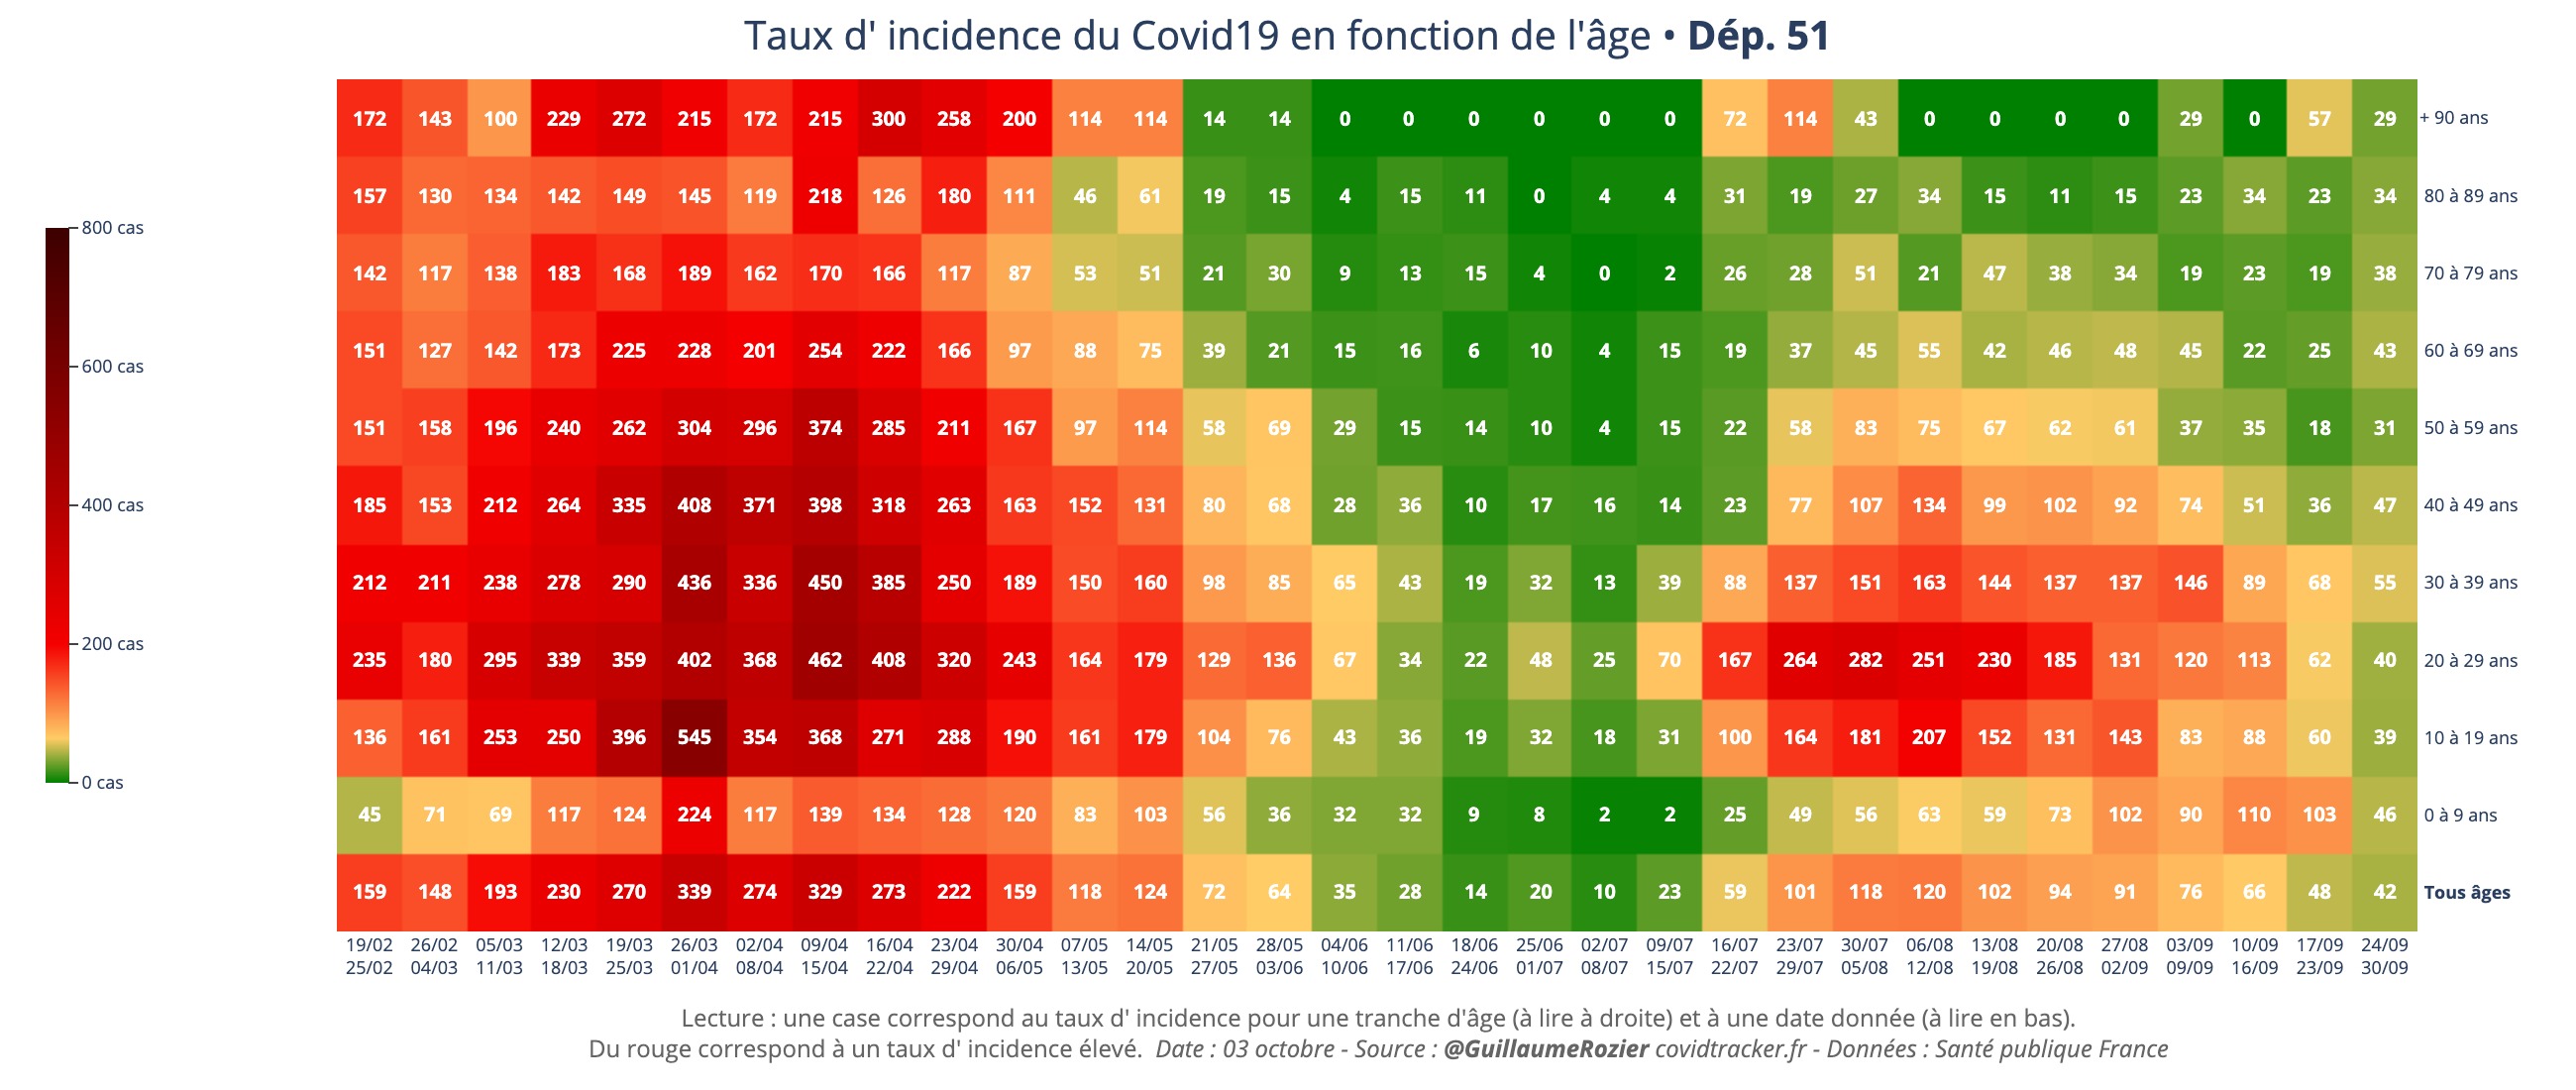 Taux d' incidence du Covid19 en fonction de l'âge • Dép. 51
800 cas
600 cas
400 cas
200 cas
0 cas
172 143 100 229 272 215 172 215 300 258 200 114 114 14 14 0 0 0 0 0 0 72 114 43 0 0 0 0 29 0 57 29 + 90 ans
157 130 134 142 149 145 119 218 126 180 111 46 61 19 15 4 15 11 0 4 4 31 19 27 34 15 11 15 23 34 23 34 80 à 89 ans
142 117 138 183 168 189 162 170 166 117 87 53 51 21 30 9 13 15 4 0 2 26 28 51 21 47 38 34 19 23 19 38 70 à 79 ans
151 127 142 173 225 228 201 254 222 166 97 88 75 39 21 15 16 6 10 4 15 19 37 45 55 42 46 48 45 22 25 43 60 à 69 ans
151 158 196 240 262 304 296 374 285 211 167 97 114 58 69 29 15 14 10 4 15 22 58 83 75 67 62 61 37 35 18 31 50 à 59 ans
185 153 212 264 335 408 371 398 318 263 163 152 131 80 68 28 36 10 17 16 14 23 77 107 134 99 102 92 74 51 36 47 40 à 49 ans
212 211 238 278 290 436 336 450 385 250 189 150 160 98 85 65 43 19 32 13 39 88 137 151 163 144 137 137 146 89 68 55 30 à 39 ans
235 180 295 339 359 402 368 462 408 320 243 164 179 129 136 67 34 22 48 25 70 167 264 282 251 230 185 131 120 113 62 40 20 à 29 ans
136 161 253 250 396 545 354 368 271 288 190 161 179 104 76 43 36 19 32 18 31 100 164 181 207 152 131 143 83 88 60 39 10 à 19 ans
45 71 69 117 124 224 117 139 134 128 120 83 103 56 36 32 32 9 8 2 2 25 49 56 63 59 73 102 90 110 103 46 0 à 9 ans
159 148 193 230 270 339 274 329 273 222 159 118 124 72 64 35 28 14 20 10 23 59 101 118 120 102 94 91 76 66 48 42 Tous âges
19/02 26/02 05/03 12/03 19/03 26/03 02/04 09/04 16/04 23/04 30/04 07/05 14/05 21/05 28/05 04/06 11/06 18/06 25/06 02/07 09/07 16/07 23/07 30/07 06/08 13/08 20/08 27/08 03/09 10/09 17/09 24/09
25/02 04/03 11/03 18/03 25/03 01/04 08/04 15/04 22/04 29/04 06/05 13/05 20/05 27/05 03/06 10/06 17/06 24/06 01/07 08/07 15/07 22/07 29/07 05/08 12/08 19/08 26/08 02/09 09/09 16/09 23/09 30/09
Lecture : une case correspond au taux d' incidence pour une tranche d'âge (à lire à droite) et à une date donnée (à lire en bas).
Du rouge correspond à un taux d' incidence élevé. Date : 03 octobre - Source : @GuillaumeRozier covidtracker.fr - Données : Santé publique France